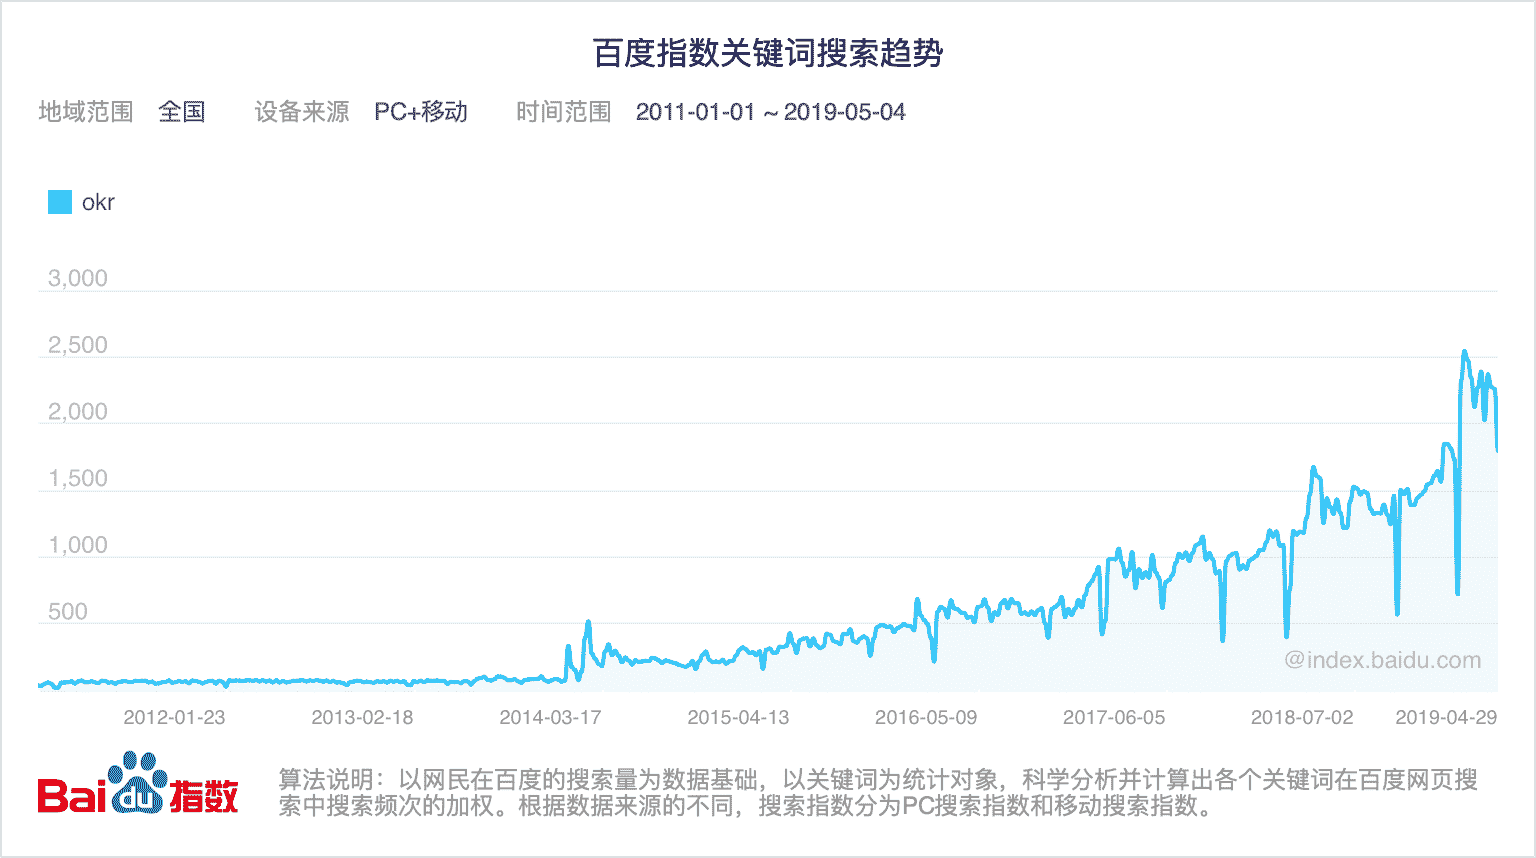 百度指数关键词搜索趋势
地域范围 全国 设备来源 PC+移动 时间范围 2011-01-01 ~ 2019-05-04
okr
3,000
2,500
2,000
1,500
1,000
500
@index.baidu.com
2012-01-23 2013-02-18 2014-03-17 2015-04-13 2016-05-09 2017-06-05 2018-07-02 2019-04-29
Bai du 指数
算法说明：以网民在百度的搜索量为数据基础，以关键词为统计对象，科学分析并计算出各个关键词在百度网页搜
索中搜索频次的加权。根据数据来源的不同，搜索指数分为PC搜索指数和移动搜索指数。